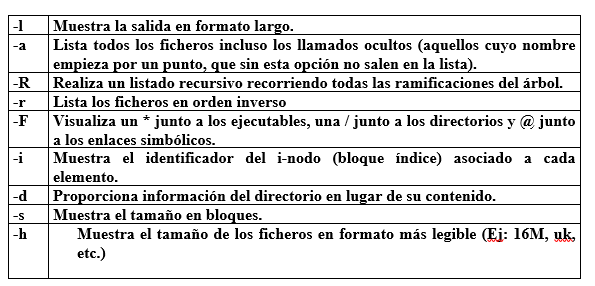 -l Muestra la salida en formato largo.
-a Lista todos los ficheros incluso los llamados ocultos (aquellos cuyo nombre
empieza por un punto, que sin esta opción no salen en la lista).
-R Realiza un listado recursivo recorriendo todas las ramificaciones del árbol.
-r Lista los ficheros en orden inverso
-F Visualiza un * junto a los ejecutables, una / junto a los directorios y @ junto
a los enlaces simbólicos.
-i Muestra el identificador del i-nodo (bloque índice) asociado a cada
elemento.
-d Proporciona información del directorio en lugar de su contenido.
-s Muestra el tamaño en bloques.
-h Muestra el tamaño de los ficheros en formato más legible (Ej: 16M, uk,
etc.)